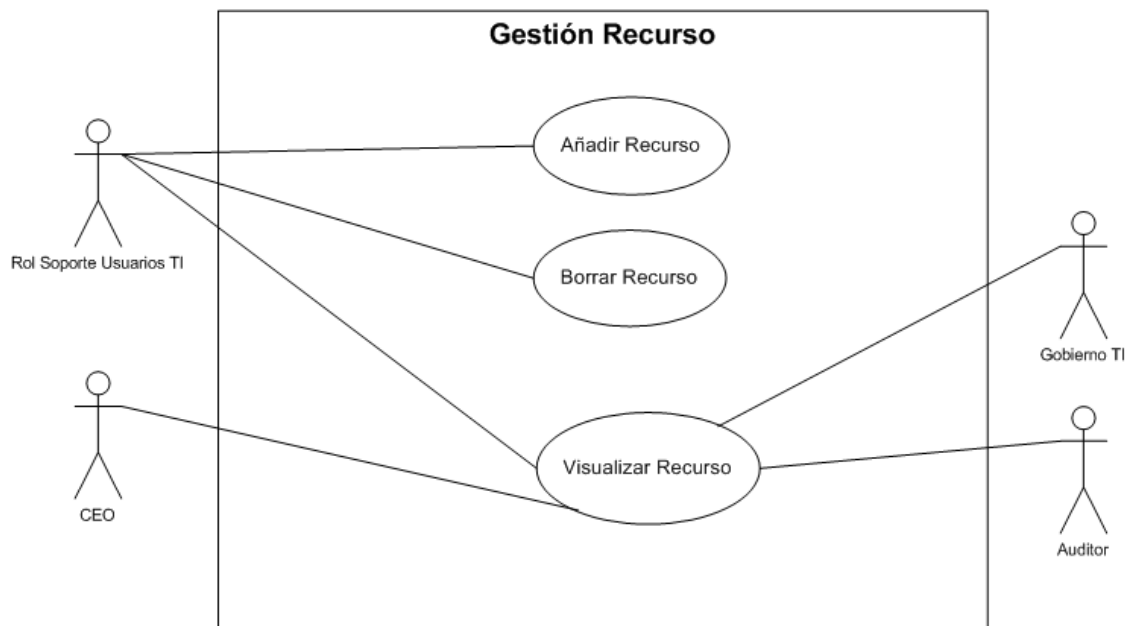 Gestión Recurso
Añadir Recurso
Rol Soporte Usuarios TI
Borrar Recurso
Gobierno TI
Visualizar Recurso
CEO
Auditor